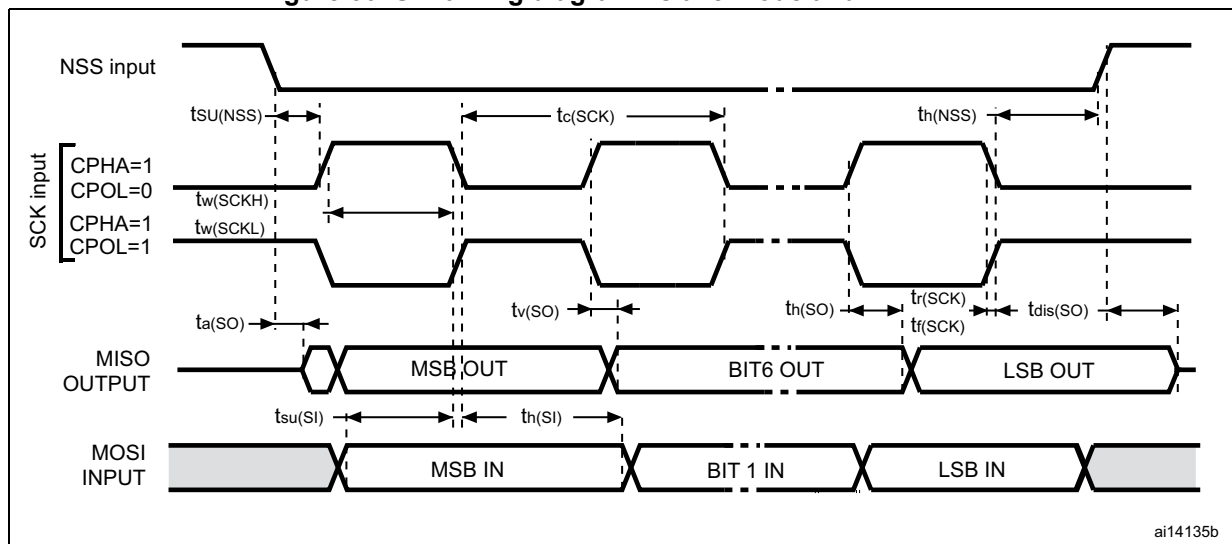 NSS input
tSU(NSS)
tc(SCK)
th(NSS)
SCK input
CPHA=1
CPOL=0
tw(SCKH)
CPHA=1
tw(SCKL)
CPOL=1
ta(SO)
tv(SO)
th(SO)
tr(SCK)
tf(SCK)
tdis(SO)
MISO
OUTPUT
MSB OUT
BIT6 OUT
LSB OUT
tsu(SI)
th(SI)
MOSI
INPUT
MSB IN
BIT 1 IN
LSB IN
ai14135b